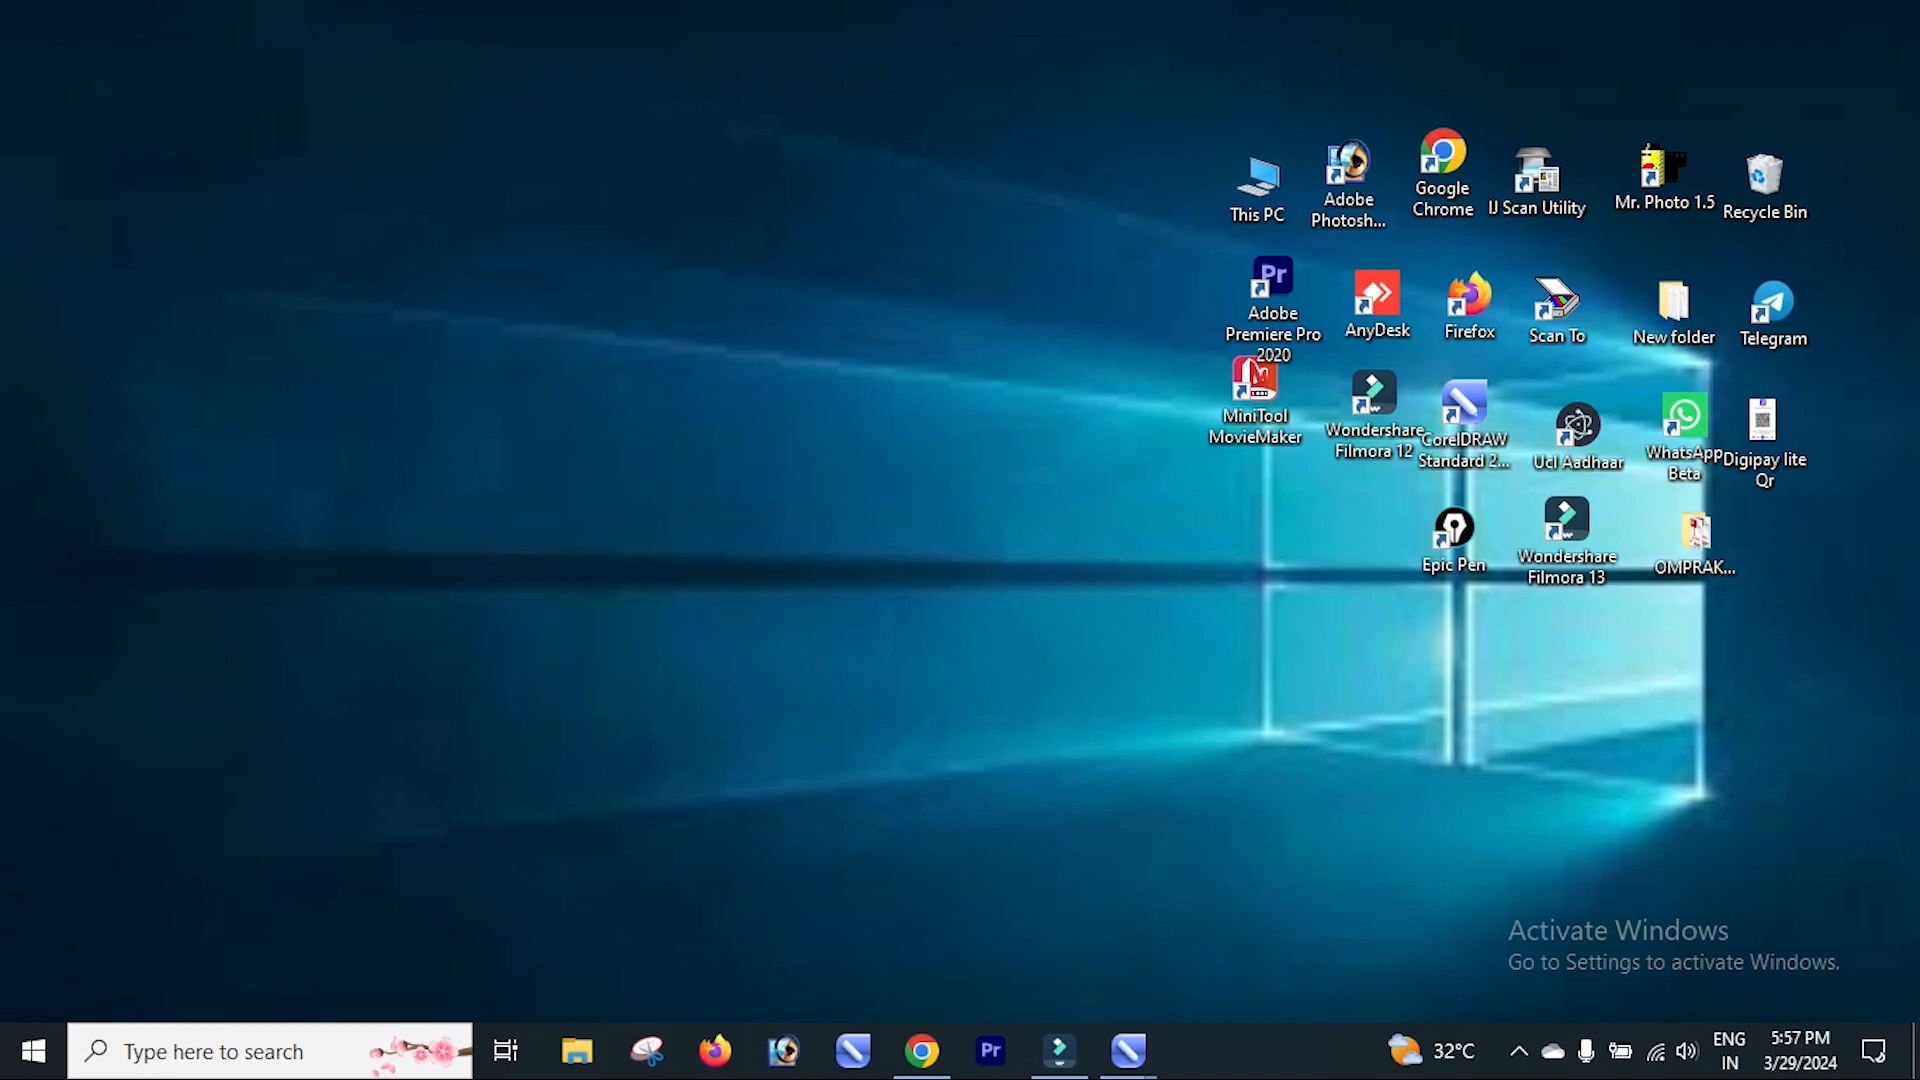 This PC
Adobe
Photosh...
Google
Chrome
IJ Scan Utility
Mr. Photo 1.5
Recycle Bin
Pr
Adobe
Premiere Pro
2020
AnyDesk
Firefox
Scan To
New folder
Telegram
MiniTool
MovieMaker
Wondershare
Filmora 12
CorelDRAW
Standard 2...
Ucl Aadhaar
WhatsApp
Beta
Digipay lite
Qr
Epic Pen
Wondershare
Filmora 13
OMPRAK...
Activate Windows
Go to Settings to activate Windows.
Type here to search
Pr
32°C
ENG
IN
5:57 PM
3/29/2024